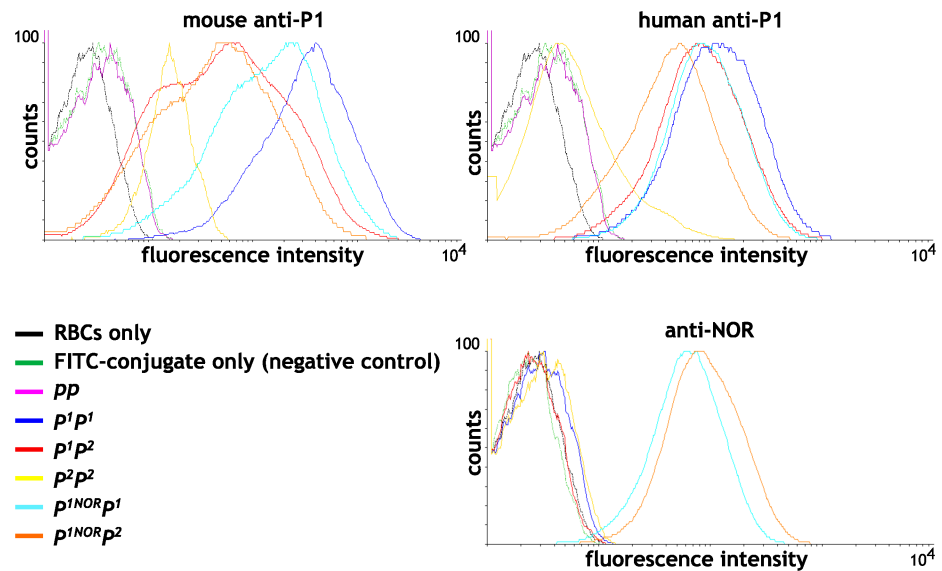 mouse anti-P1
100
counts
fluorescence intensity
10⁴
human anti-P1
100
counts
fluorescence intensity
10⁴
RBCs only
FITC-conjugate only (negative control)
pp
P¹P¹
P¹P²
P²P²
P¹ᴺᴼᴿP¹
P¹ᴺᴼᴿP²
anti-NOR
100
counts
fluorescence intensity
10⁴